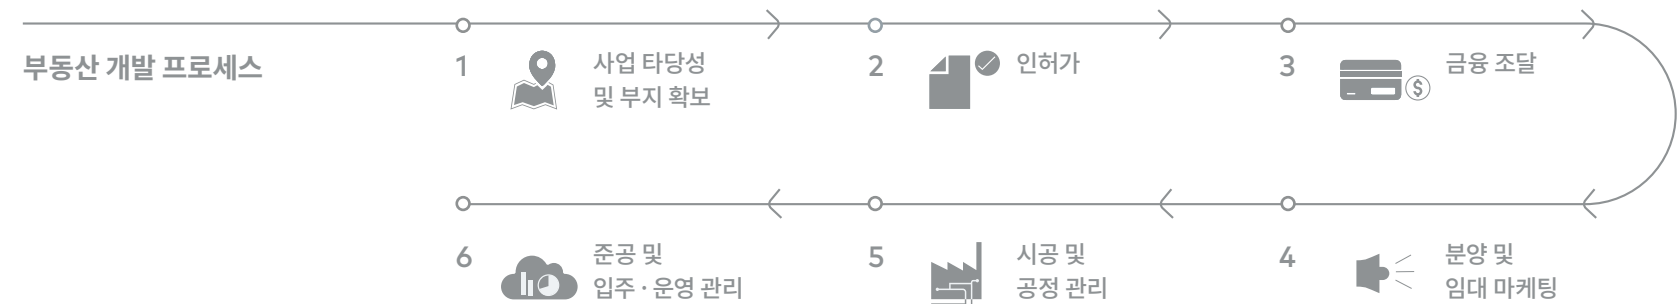 부동산 개발 프로세스
1
사업 타당성
및 부지 확보
2
인허가
3
금융 조달
$
4
분양 및
임대 마케팅
5
시공 및
공정 관리
6
준공 및
입주 · 운영 관리